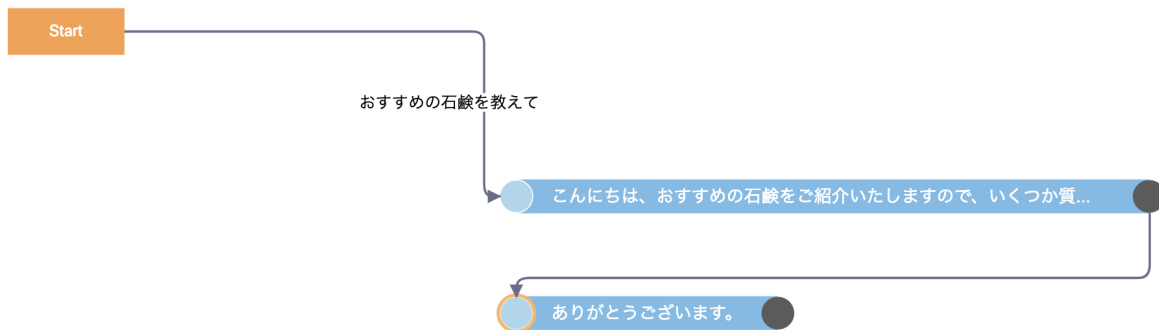 Start
おすすめの石鹸を教えて
こんにちは、おすすめの石鹸をご紹介いたしますので、いくつか質...
ありがとうございます。